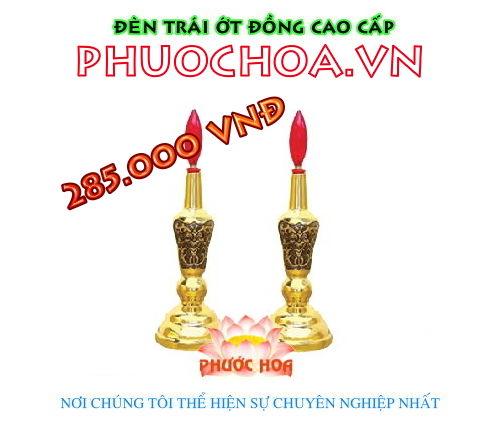 ĐÈN TRÁI ỚT ĐỒNG CAO CẤP
PHUOCHOA.VN
285.000 VNĐ
PHƯỚC HOA
NƠI CHÚNG TÔI THỂ HIỆN SỰ CHUYÊN NGHIỆP NHẤT